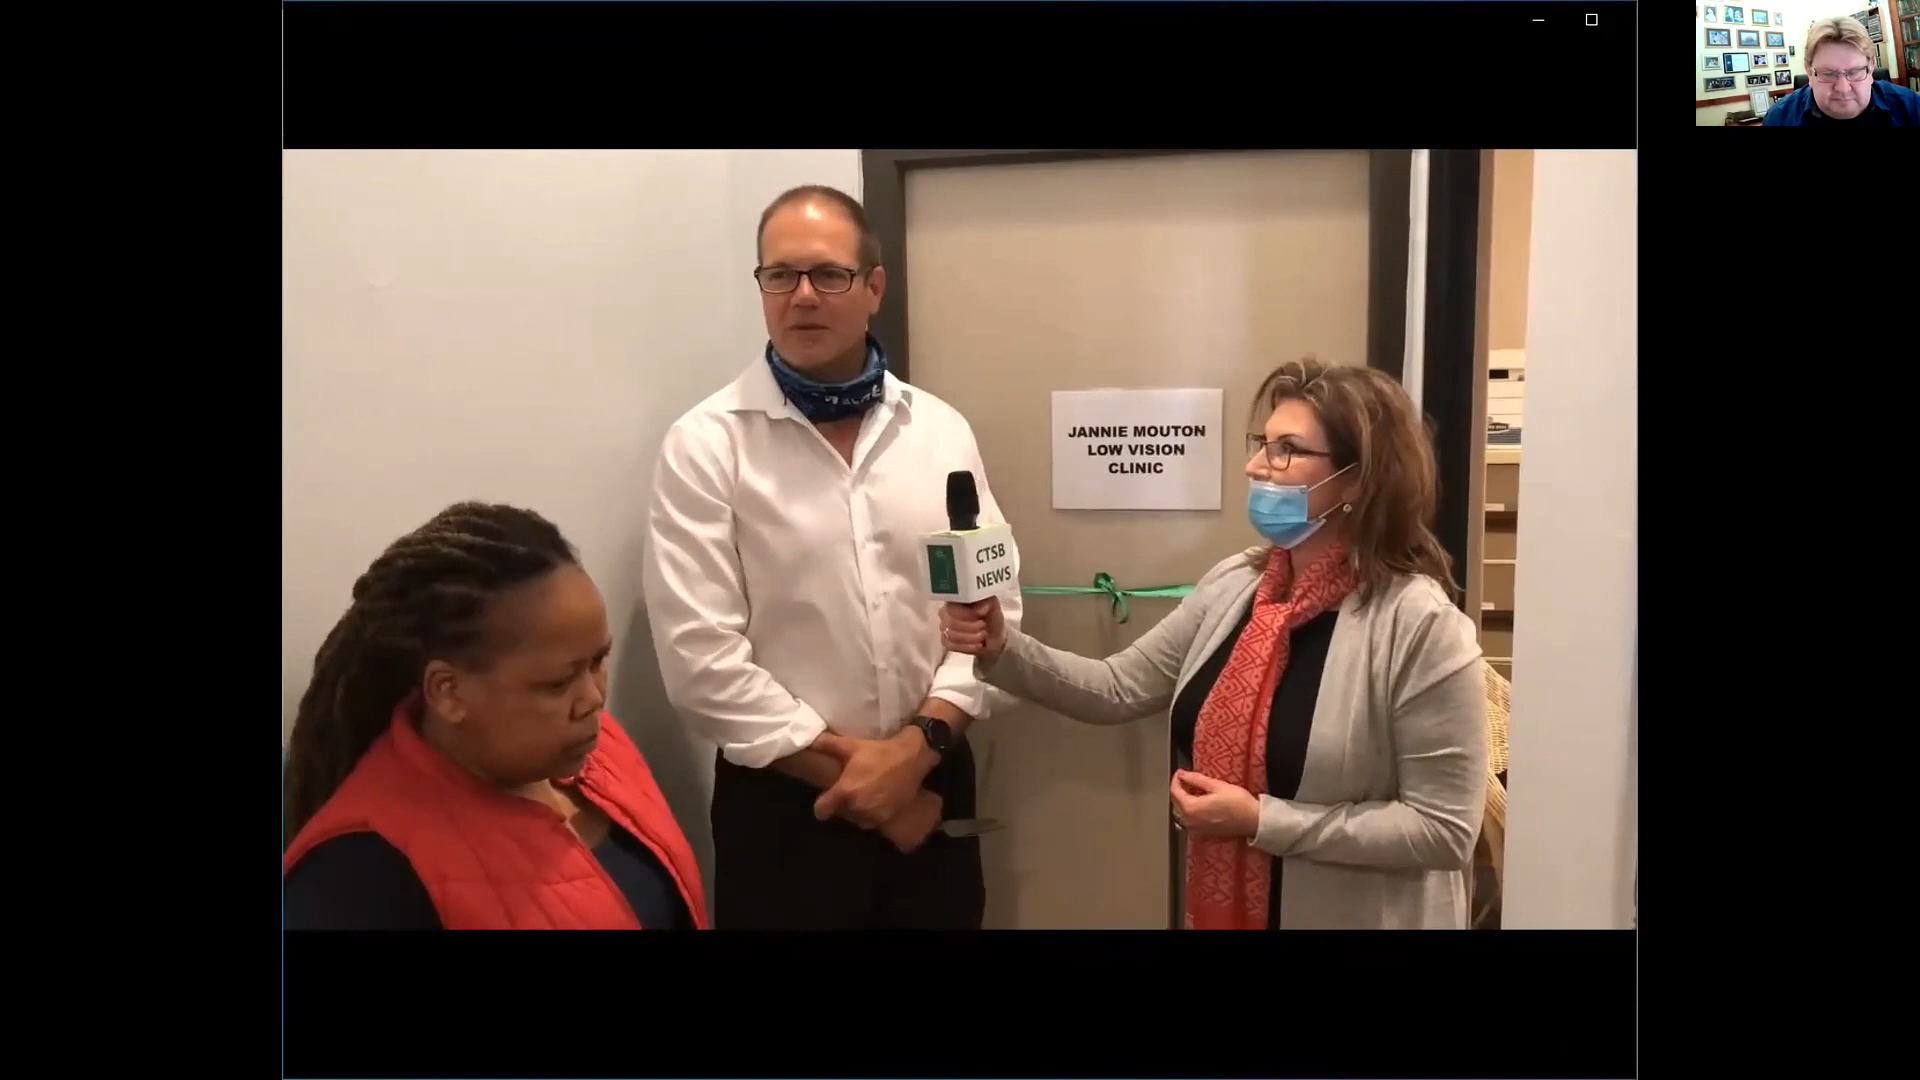 JANNIE MOUTON
LOW VISION
CLINIC
CTSB
NEWS